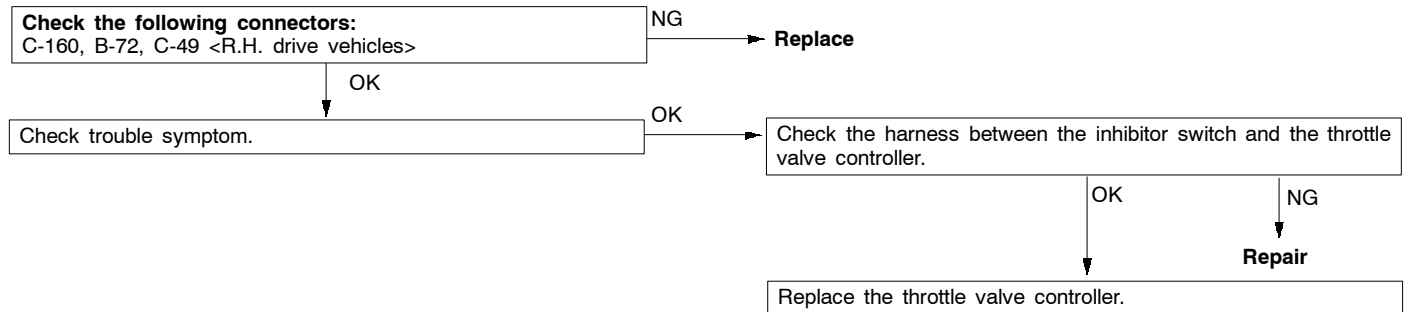 Check the following connectors:
C-160, B-72, C-49 <R.H. drive vehicles>
NG
Replace
OK
Check trouble symptom.
OK
Check the harness between the inhibitor switch and the throttle
valve controller.
OK
NG
Repair
Replace the throttle valve controller.